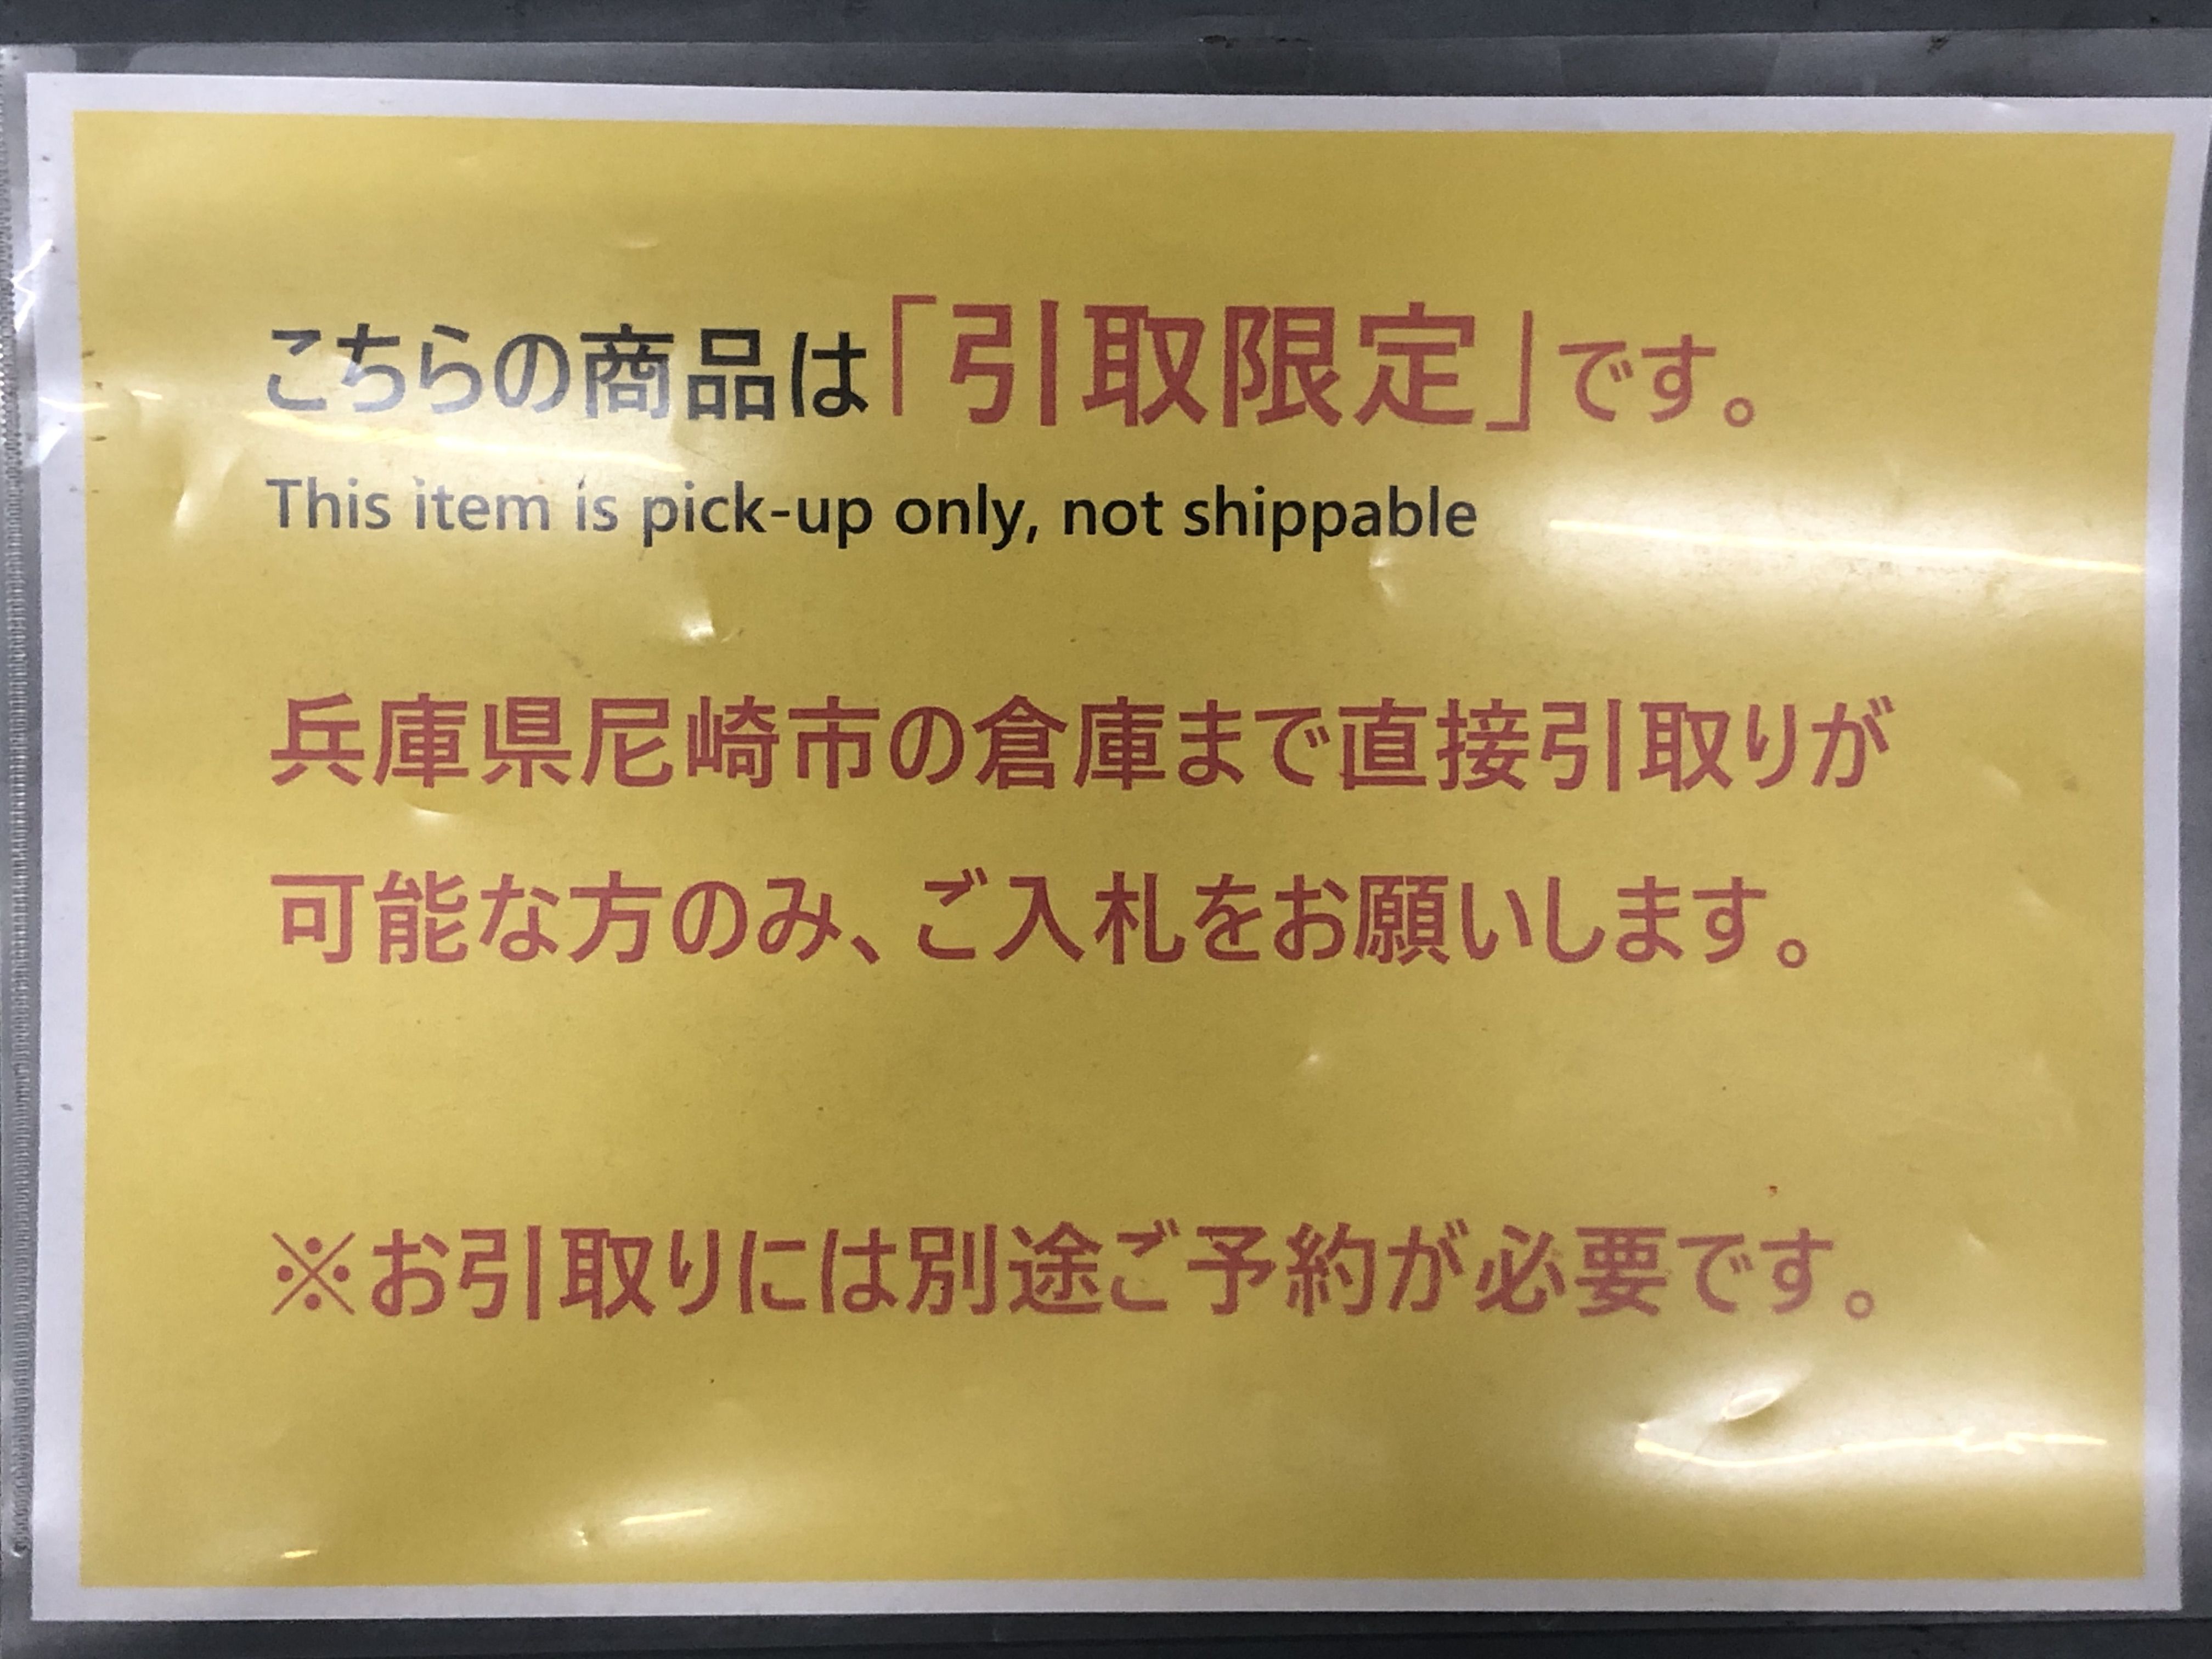 こちらの商品は「引取限定」です。
This item is pick-up only, not shippable
兵庫県尼崎市の倉庫まで直接引取りが
可能な方のみ、ご入札をお願いします。
※お引取りには別途ご予約が必要です。